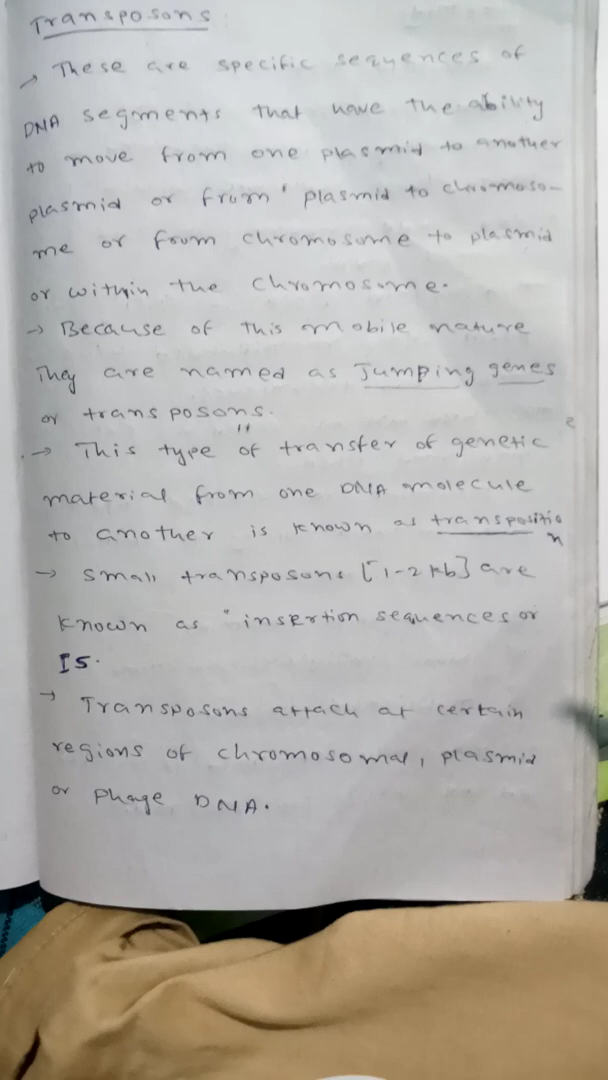 Transposons
→ These are specific sequences of
DNA segments that have the ability
to move from one plasmid to another
plasmid or from plasmid to chromoso-
me or from chromosome to plasmid
or within the chromosome.
→ Because of this mobile nature
They are named as Jumping genes
or transposons.
→ This type of transfer of genetic
material from one DNA molecule
to another is known as transpositio
n
→ Small transposons [1-2 kb] are
known as "insertion sequences or
IS.
→ Transposons attach at certain
regions of chromosomal, plasmid
or phage DNA.